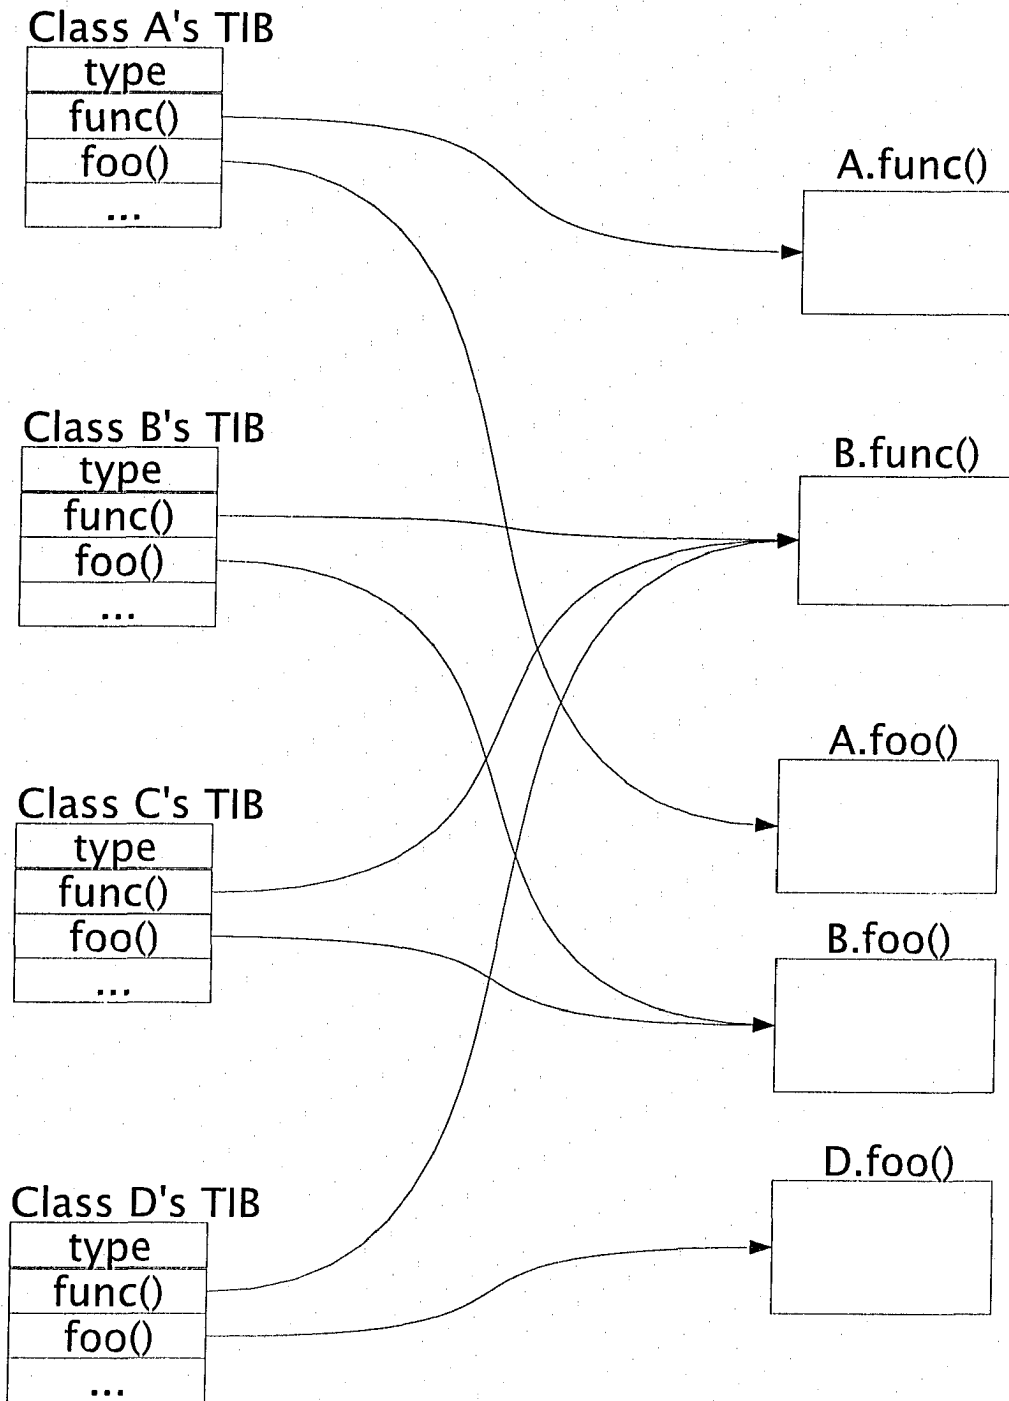 Class A's TIB
type
func()
foo()
...
A.func()
Class B's TIB
type
func()
foo()
...
B.func()
A.foo()
Class C's TIB
type
func()
foo()
...
B.foo()
D.foo()
Class D's TIB
type
func()
foo()
...